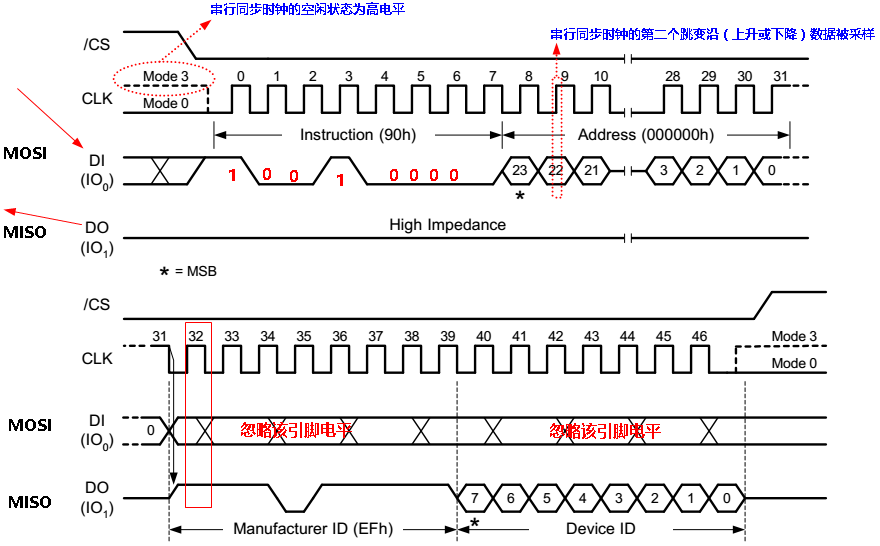 串行同步时钟的空闲状态为高电平
串行同步时钟的第二个跳变沿（上升或下降）数据被采样
/CS
Mode 3
0 1 2 3 4 5 6 7 8 9 10 28 29 30 31
CLK
Mode 0
Instruction (90h) Address (000000h)
MOSI DI (IO0)
1 0 0 1 0 0 0 0 23 22 21 3 2 1 0
*
MISO DO (IO1)
High Impedance
* = MSB
/CS
31 32 33 34 35 36 37 38 39 40 41 42 43 44 45 46 Mode 3
CLK
Mode 0
MOSI DI (IO0)
0 忽略该引脚电平 忽略该引脚电平
MISO DO (IO1)
7 6 5 4 3 2 1 0
*
Manufacturer ID (EFh) Device ID